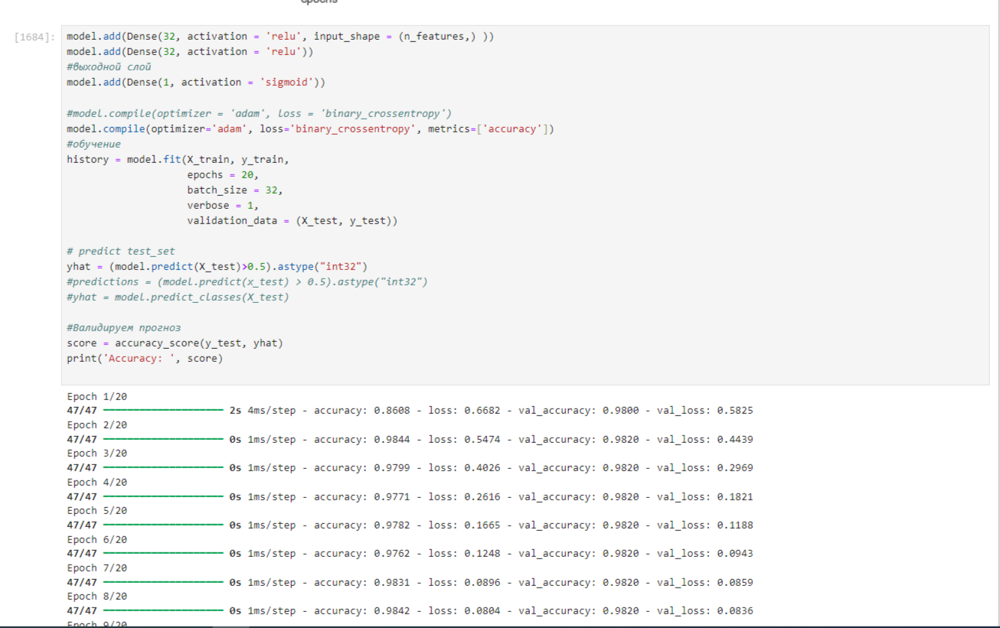 epochs
[1684]:
model.add(Dense(32, activation = 'relu', input_shape = (n_features,) ))
model.add(Dense(32, activation = 'relu'))
#выходной слой
model.add(Dense(1, activation = 'sigmoid'))
#model.compile(optimizer = 'adam', loss = 'binary_crossentropy')
model.compile(optimizer='adam', loss='binary_crossentropy', metrics=['accuracy'])
#обучение
history = model.fit(X_train, y_train,
epochs = 20,
batch_size = 32,
verbose = 1,
validation_data = (X_test, y_test))
# predict test_set
yhat = (model.predict(X_test)>0.5).astype("int32")
#predictions = (model.predict(x_test) > 0.5).astype("int32")
#yhat = model.predict_classes(X_test)
#Валидируем прогноз
score = accuracy_score(y_test, yhat)
print('Accuracy: ', score)
Epoch 1/20
47/47 2s 4ms/step - accuracy: 0.8608 - loss: 0.6682 - val_accuracy: 0.9800 - val_loss: 0.5825
Epoch 2/20
47/47 0s 1ms/step - accuracy: 0.9844 - loss: 0.5474 - val_accuracy: 0.9820 - val_loss: 0.4439
Epoch 3/20
47/47 0s 1ms/step - accuracy: 0.9799 - loss: 0.4026 - val_accuracy: 0.9820 - val_loss: 0.2969
Epoch 4/20
47/47 0s 1ms/step - accuracy: 0.9771 - loss: 0.2616 - val_accuracy: 0.9820 - val_loss: 0.1821
Epoch 5/20
47/47 0s 1ms/step - accuracy: 0.9782 - loss: 0.1665 - val_accuracy: 0.9820 - val_loss: 0.1188
Epoch 6/20
47/47 0s 1ms/step - accuracy: 0.9762 - loss: 0.1248 - val_accuracy: 0.9820 - val_loss: 0.0943
Epoch 7/20
47/47 0s 1ms/step - accuracy: 0.9831 - loss: 0.0896 - val_accuracy: 0.9820 - val_loss: 0.0859
Epoch 8/20
47/47 0s 1ms/step - accuracy: 0.9842 - loss: 0.0804 - val_accuracy: 0.9820 - val_loss: 0.0836
Epoch 9/20